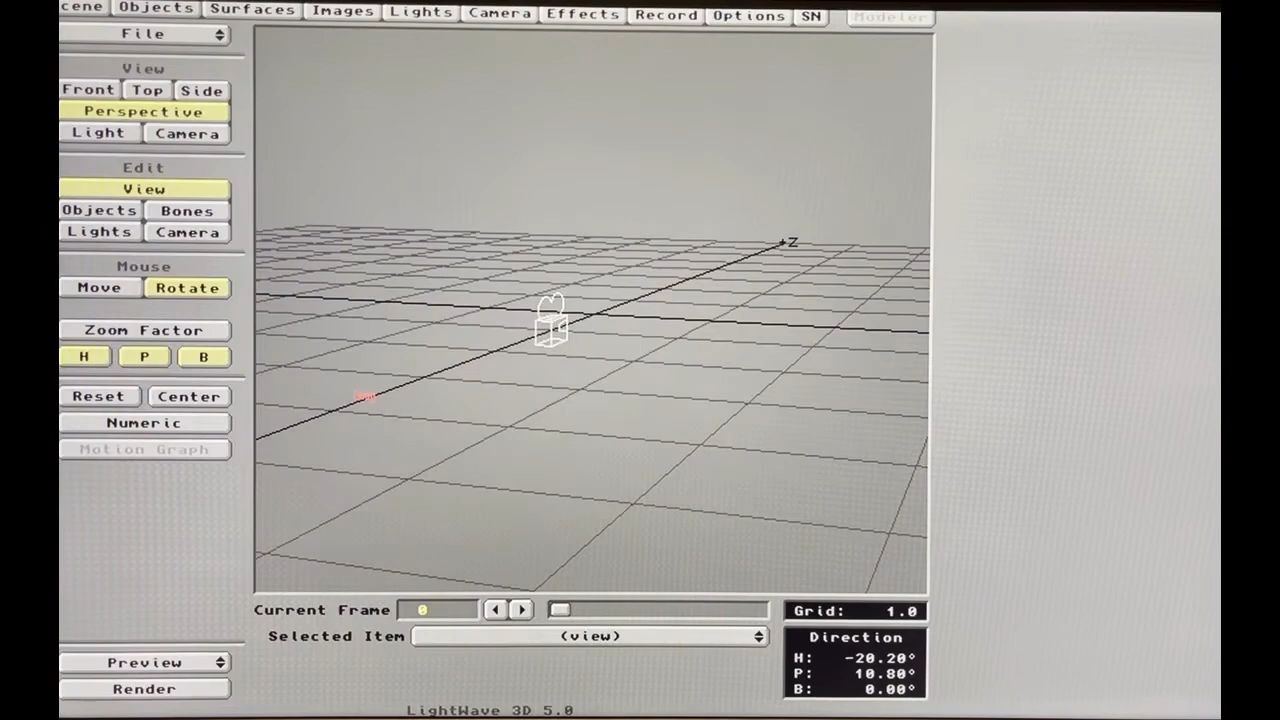 cene Objects Surfaces Images Lights Camera Effects Record Options SN Modeler
File
View
Front Top Side
Perspective
Light Camera
Edit
View
Objects Bones
Lights Camera
Mouse
Move Rotate
Zoom Factor
H P B
Reset Center
Numeric
Motion Graph
Z
Current Frame 0
Selected Item (view)
Grid: 1.0
Direction
H: -20.20°
P: 10.80°
B: 0.00°
Preview
Render
LightWave 3D 5.0